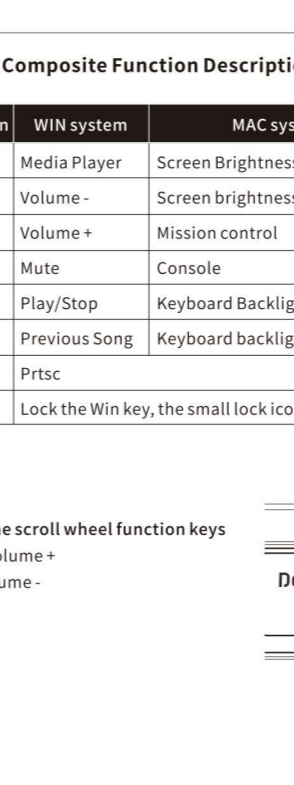 Composite Function Descripti
n WIN system MAC sys
Media Player Screen Brightness
Volume - Screen brightness
Volume + Mission control
Mute Console
Play/Stop Keyboard Backlig
Previous Song Keyboard backlig
Prtsc
Lock the Win key, the small lock ico
e scroll wheel function keys
olume +
ume -
D